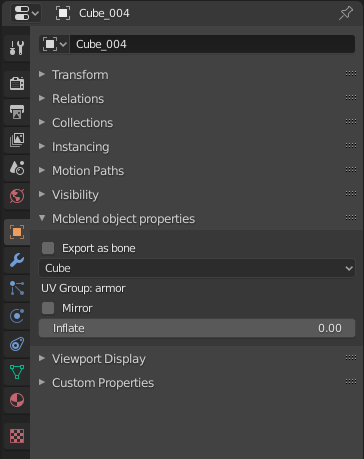 Cube_004
Cube_004
Transform
Relations
Collections
Instancing
Motion Paths
Visibility
Mcblend object properties
Export as bone
Cube
UV Group: armor
Mirror
Inflate 0.00
Viewport Display
Custom Properties